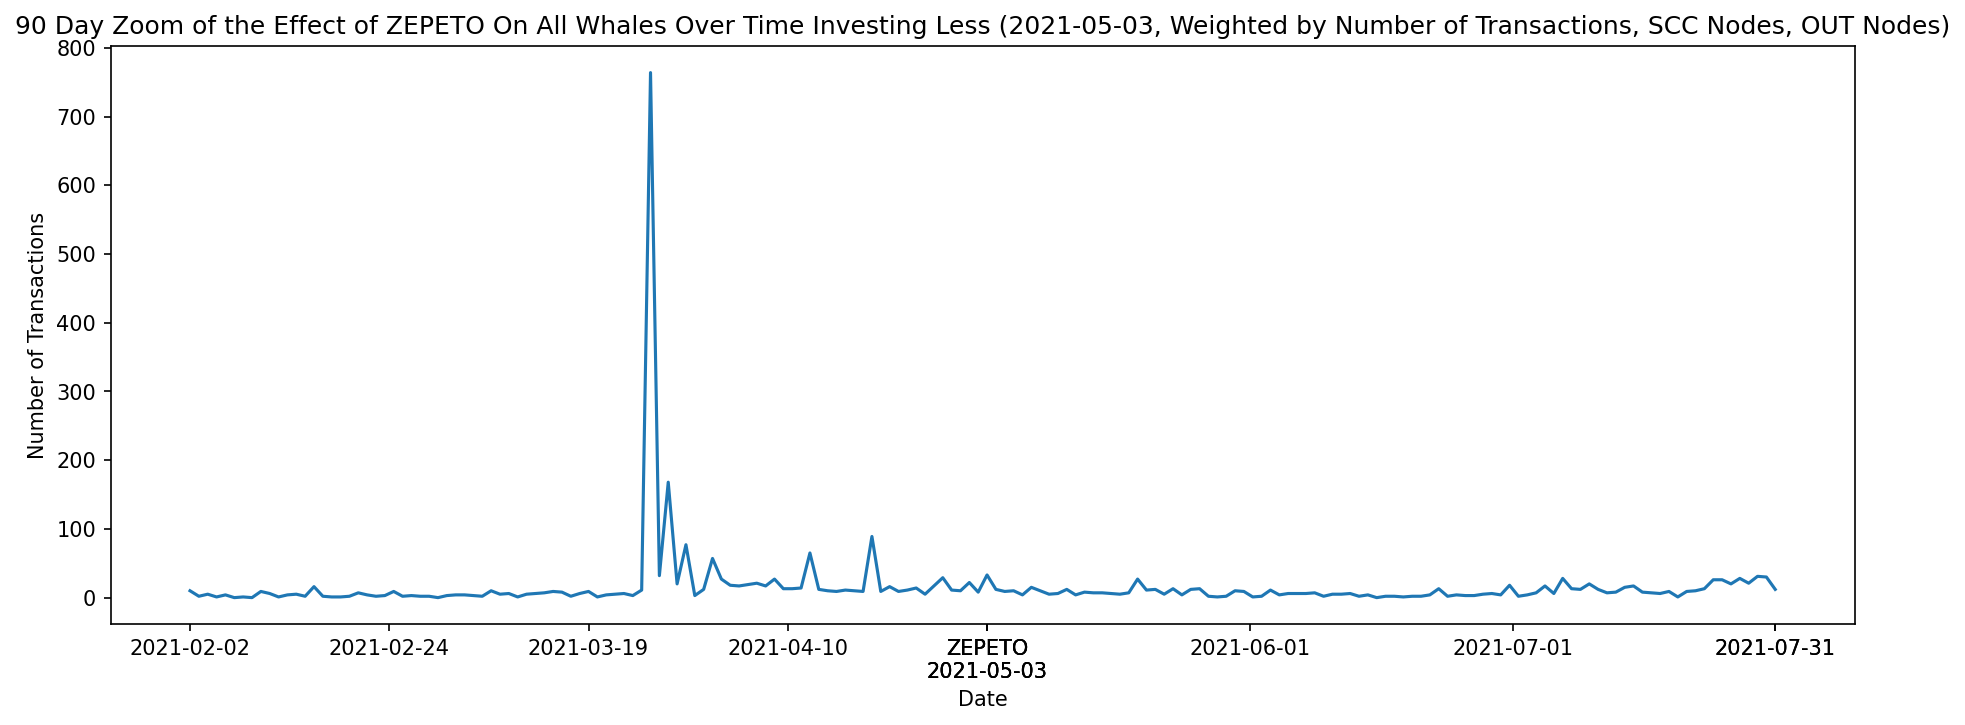 90 Day Zoom of the Effect of ZEPETO On All Whales Over Time Investing Less (2021-05-03, Weighted by Number of Transactions, SCC Nodes, OUT Nodes)
800
700
600
500
400
300
200
100
0
Number of Transactions
2021-02-02 2021-02-24 2021-03-19 2021-04-10 ZEPETO 2021-06-01 2021-07-01 2021-07-31
2021-05-03
Date